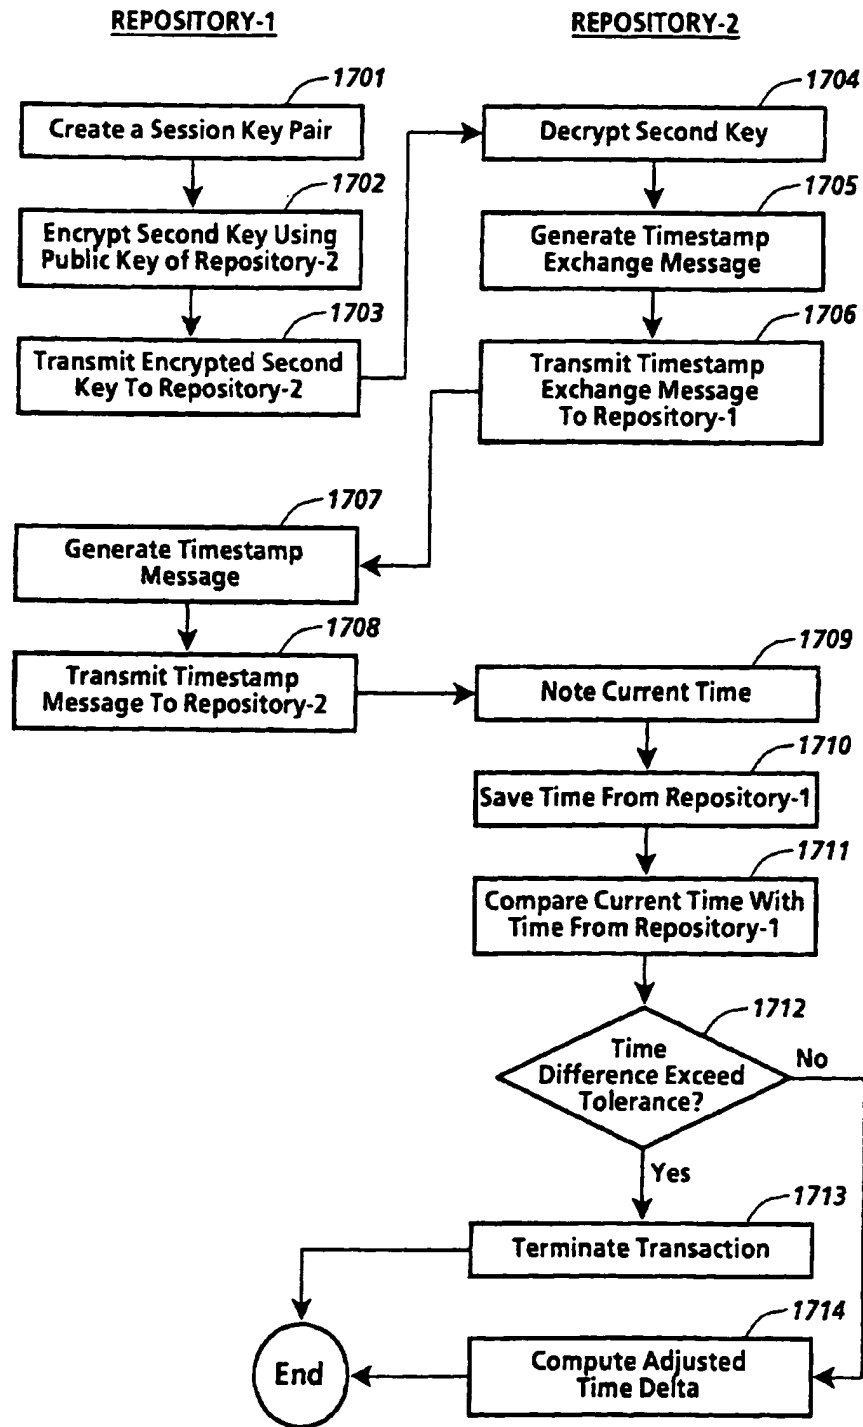 REPOSITORY-1
REPOSITORY-2
1701
Create a Session Key Pair
1702
Encrypt Second Key Using
Public Key of Repository-2
1703
Transmit Encrypted Second
Key To Repository-2
1704
Decrypt Second Key
1705
Generate Timestamp
Exchange Message
1706
Transmit Timestamp
Exchange Message
To Repository-1
1707
Generate Timestamp
Message
1708
Transmit Timestamp
Message To Repository-2
1709
Note Current Time
1710
Save Time From Repository-1
1711
Compare Current Time With
Time From Repository-1
1712
Time
Difference Exceed
Tolerance?
No
Yes
1713
Terminate Transaction
1714
Compute Adjusted
Time Delta
End